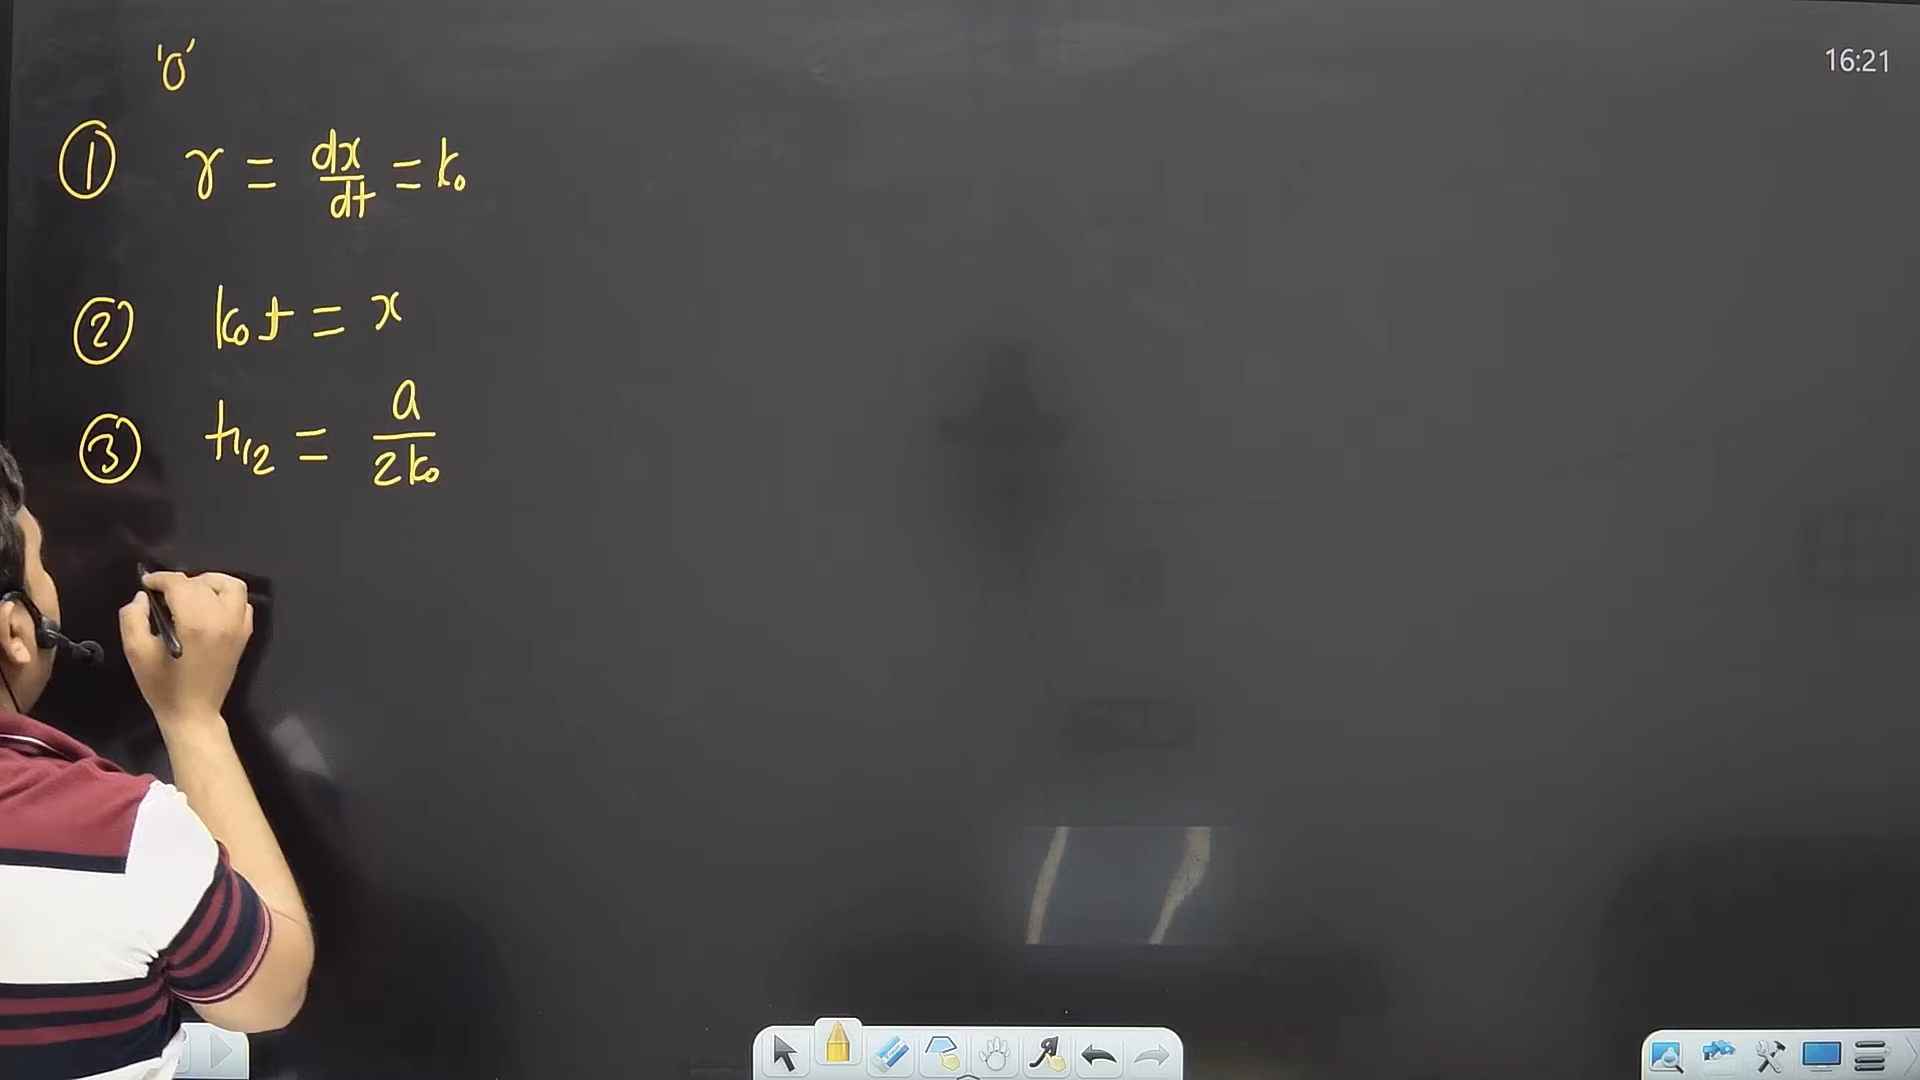 16:21
'0'
① r = dx/dt = k₀
② k₀t = x
③ t₁/₂ = a/2k₀